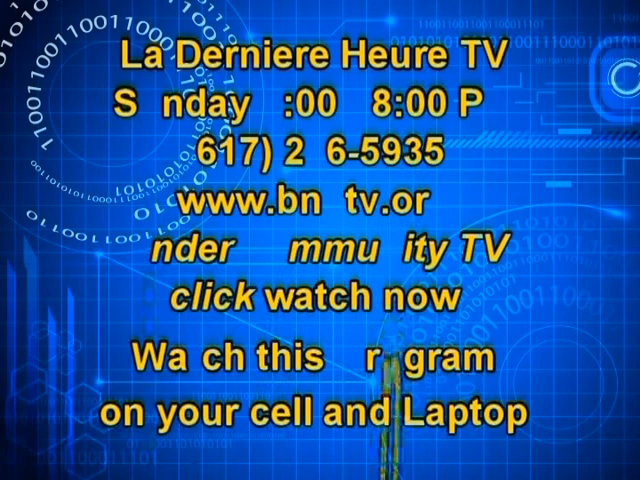 La Derniere Heure TV
S nday :00 8:00 P
617) 2 6-5935
www.bn tv.or
nder mmu ity TV
click watch now
Wa ch this r gram
on your cell and Laptop